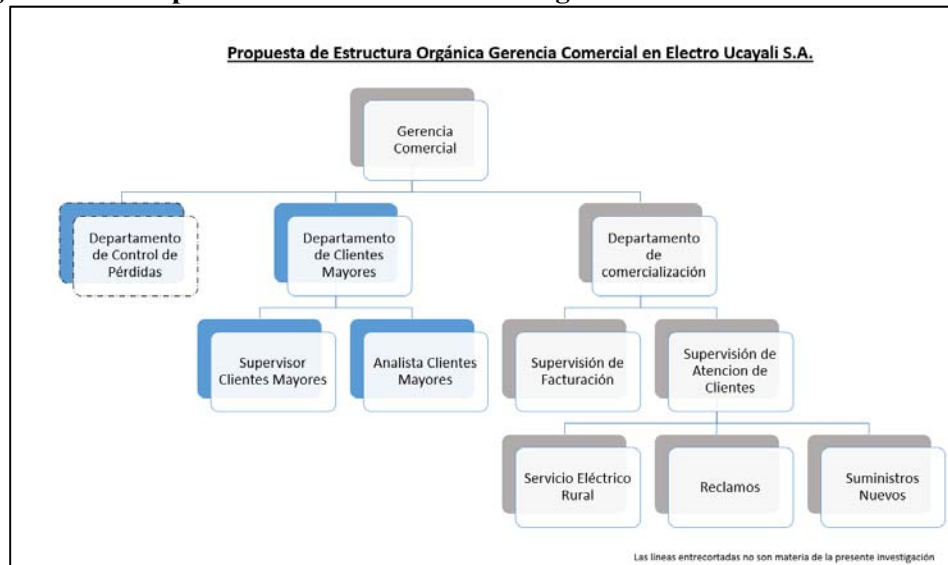 Propuesta de Estructura Orgánica Gerencia Comercial en Electro Ucayali S.A.
Gerencia
Comercial
Departamento
de Control de
Pérdidas
Departamento
de Clientes
Mayores
Departamento
de
comercialización
Supervisor
Clientes Mayores
Analista Clientes
Mayores
Supervisión de
Facturación
Supervisión de
Atencion de
Clientes
Servicio Eléctrico
Rural
Reclamos
Suministros
Nuevos
Las líneas entrecortadas no son materia de la presente investigación